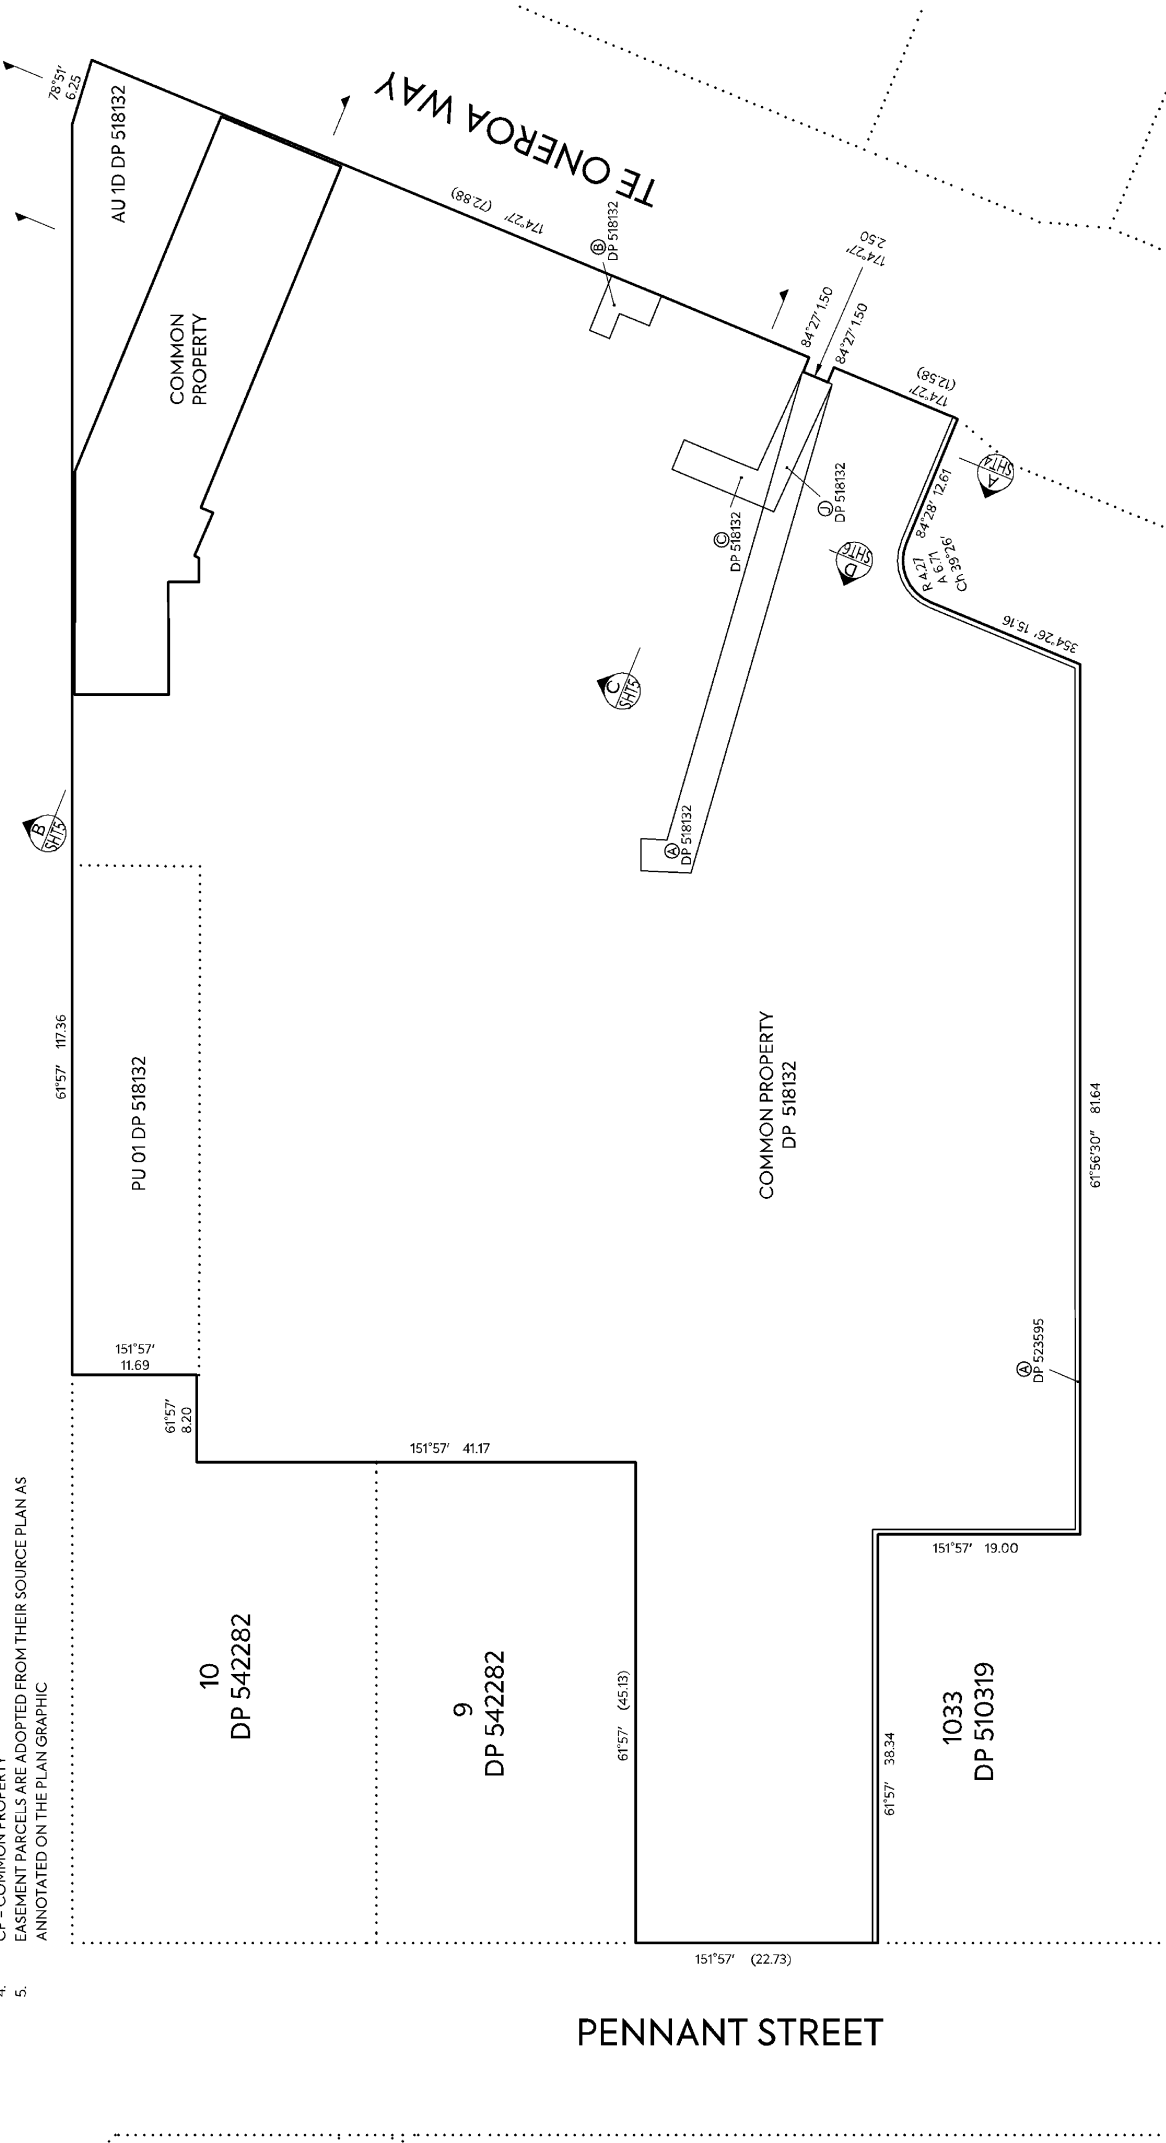 78°51'
6.25
AU 1D DP 518132
TE ONEROA WAY
174°27' (72.88)
B
DP 518132
COMMON
PROPERTY
174°27'
2.50
84°27' 1.50
84°27' 1.50
174°27'
(12.58)
A
SHT4
84°28' 12.61
R 4.27
A 6.71
Ch 39°26'
354°26' 15.16
C
DP 518132
J
DP 518132
D
SHT6
C
SHT5
B
SHT5
A
DP 518132
61°57' 117.36
PU 01 DP 518132
COMMON PROPERTY
DP 518132
61°56'30" 81.64
151°57'
11.69
61°57'
8.20
151°57' 41.17
A
DP 523595
151°57' 19.00
4. CP = COMMON PROPERTY
5. EASEMENT PARCELS ARE ADOPTED FROM THEIR SOURCE PLAN AS
ANNOTATED ON THE PLAN GRAPHIC
10
DP 542282
9
DP 542282
61°57' (45.13)
61°57' 38.34
1033
DP 510319
151°57' (22.73)
PENNANT STREET